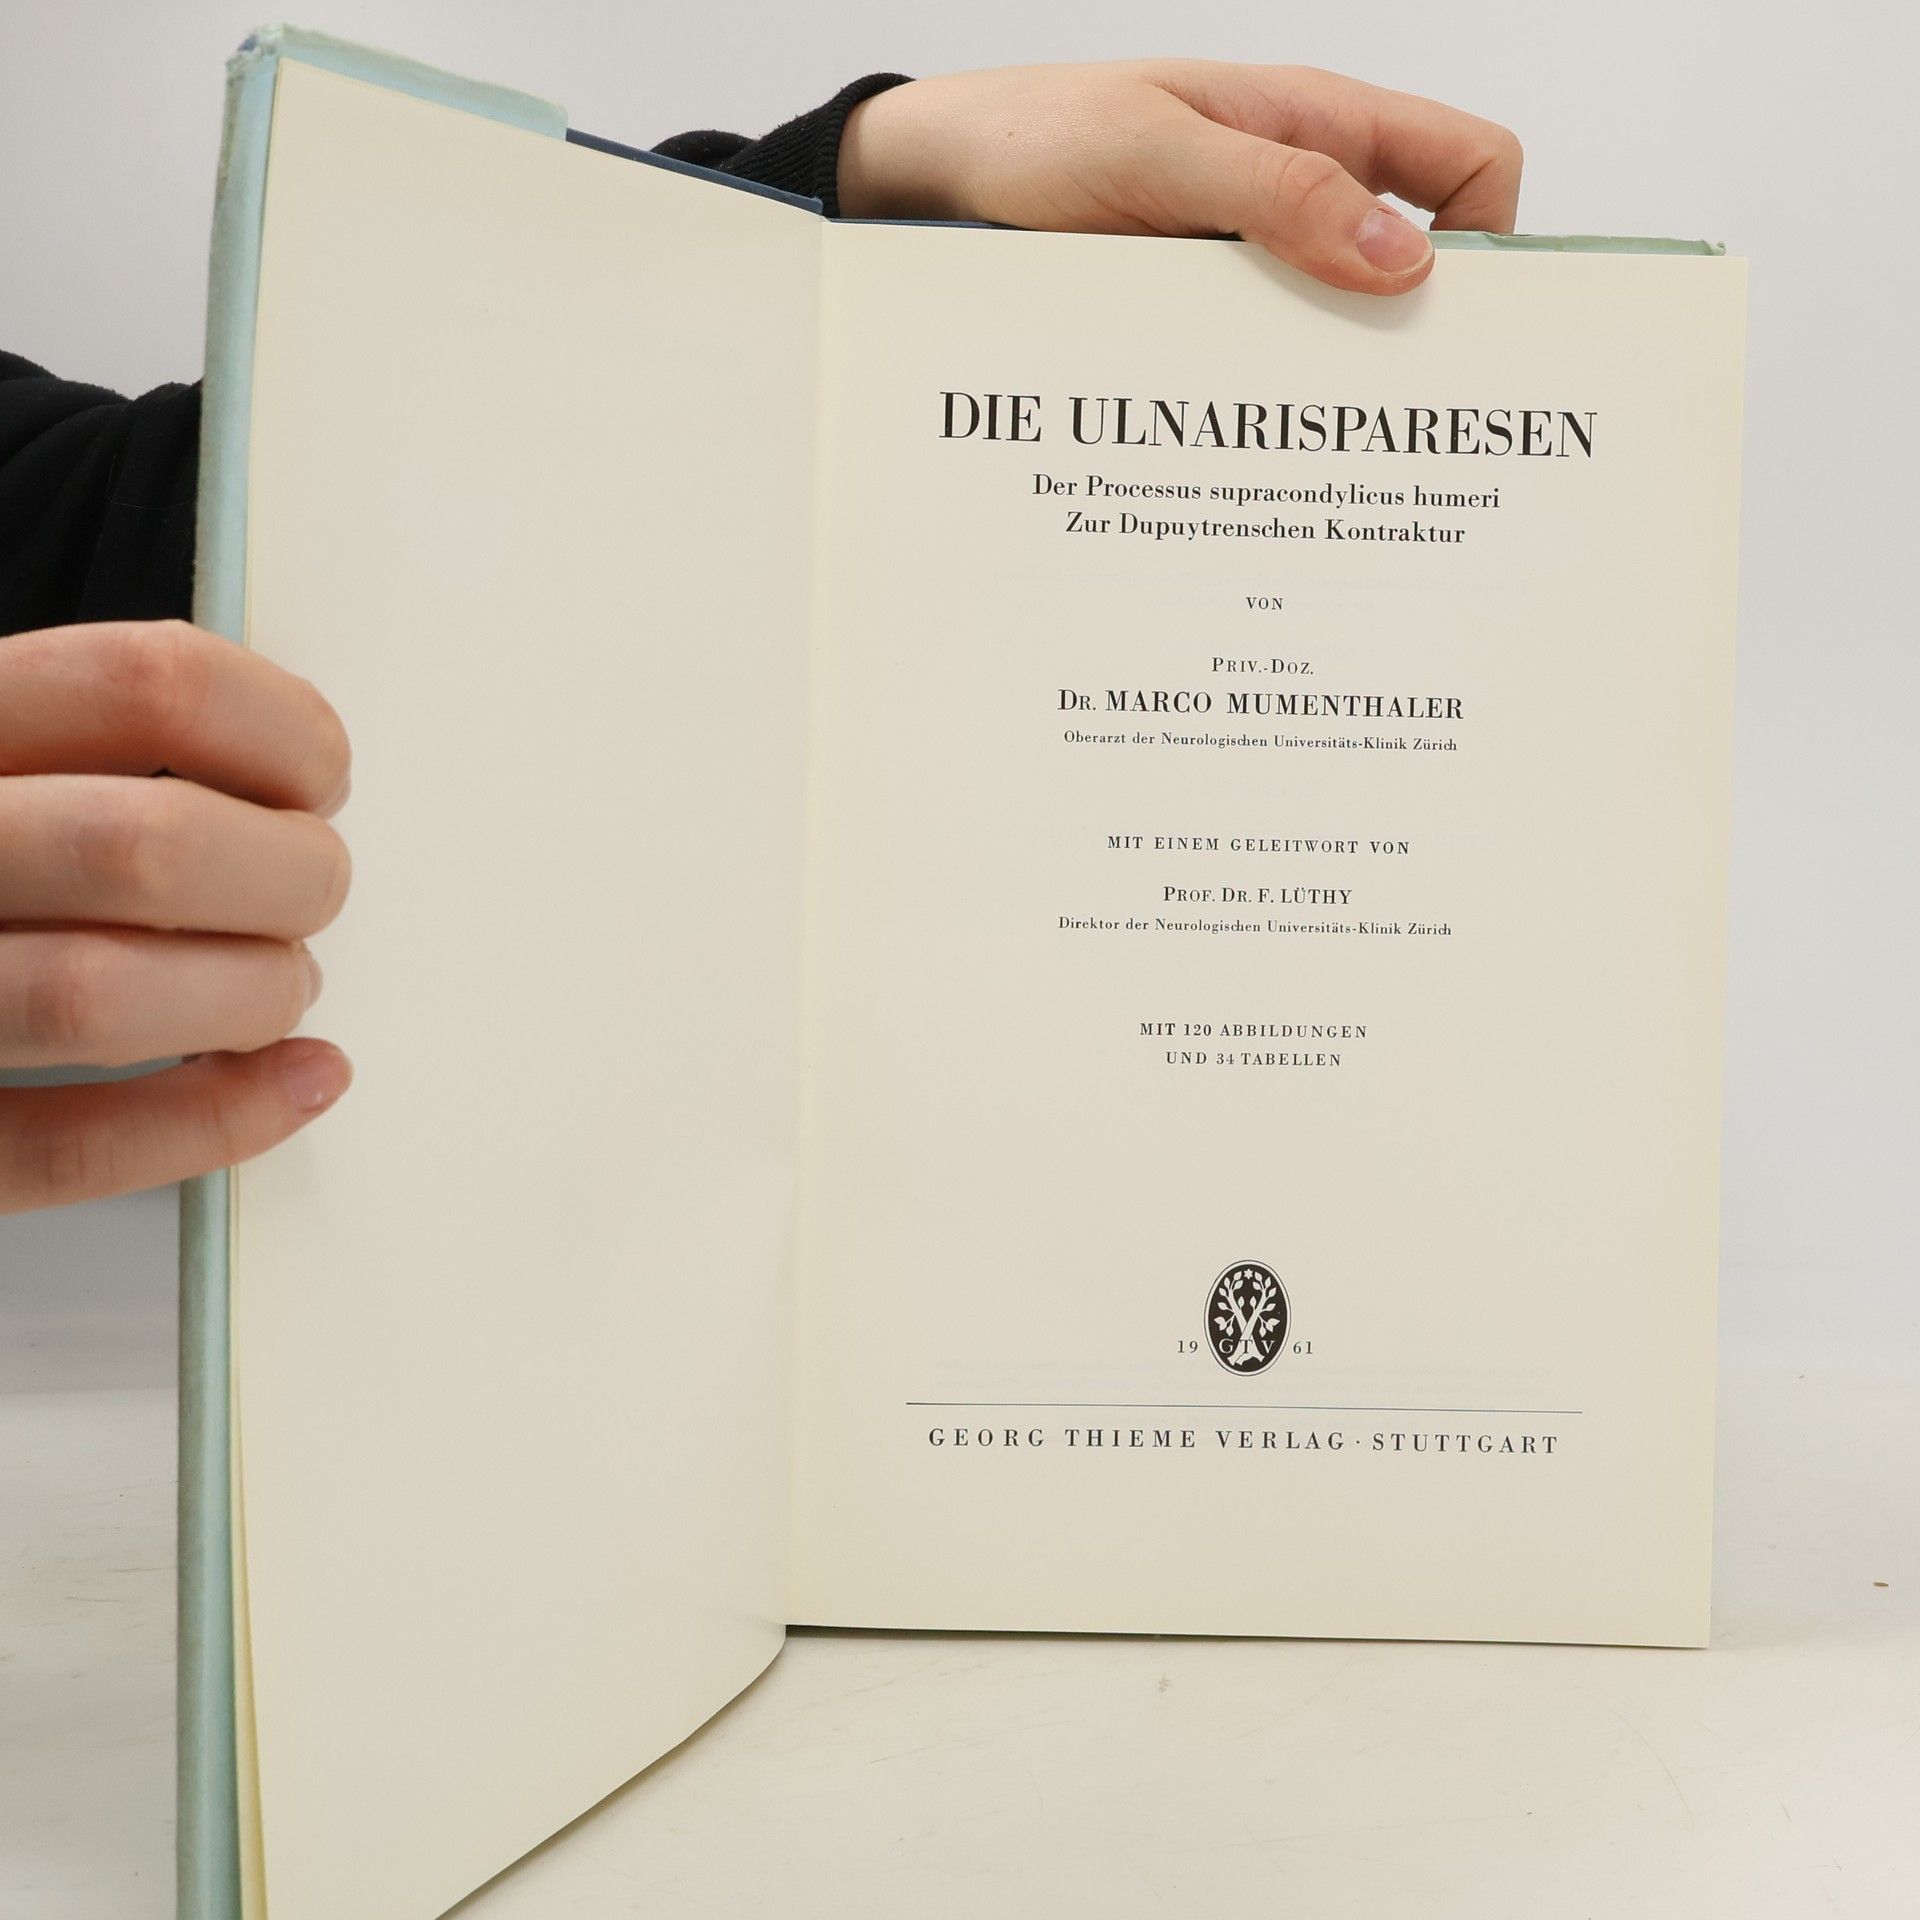 DIE ULNARISPARESEN
Der Processus supracondylicus humeri
Zur Dupuytrenschen Kontraktur
VON
PRIV.-DOZ.
DR. MARCO MUMENTHALER
Oberarzt der Neurologischen Universitäts-Klinik Zürich
MIT EINEM GELEITWORT VON
PROF. DR. F. LÜTHY
Direktor der Neurologischen Universitäts-Klinik Zürich
MIT 120 ABBILDUNGEN
UND 34 TABELLEN
19 GTV 61
GEORG THIEME VERLAG · STUTTGART